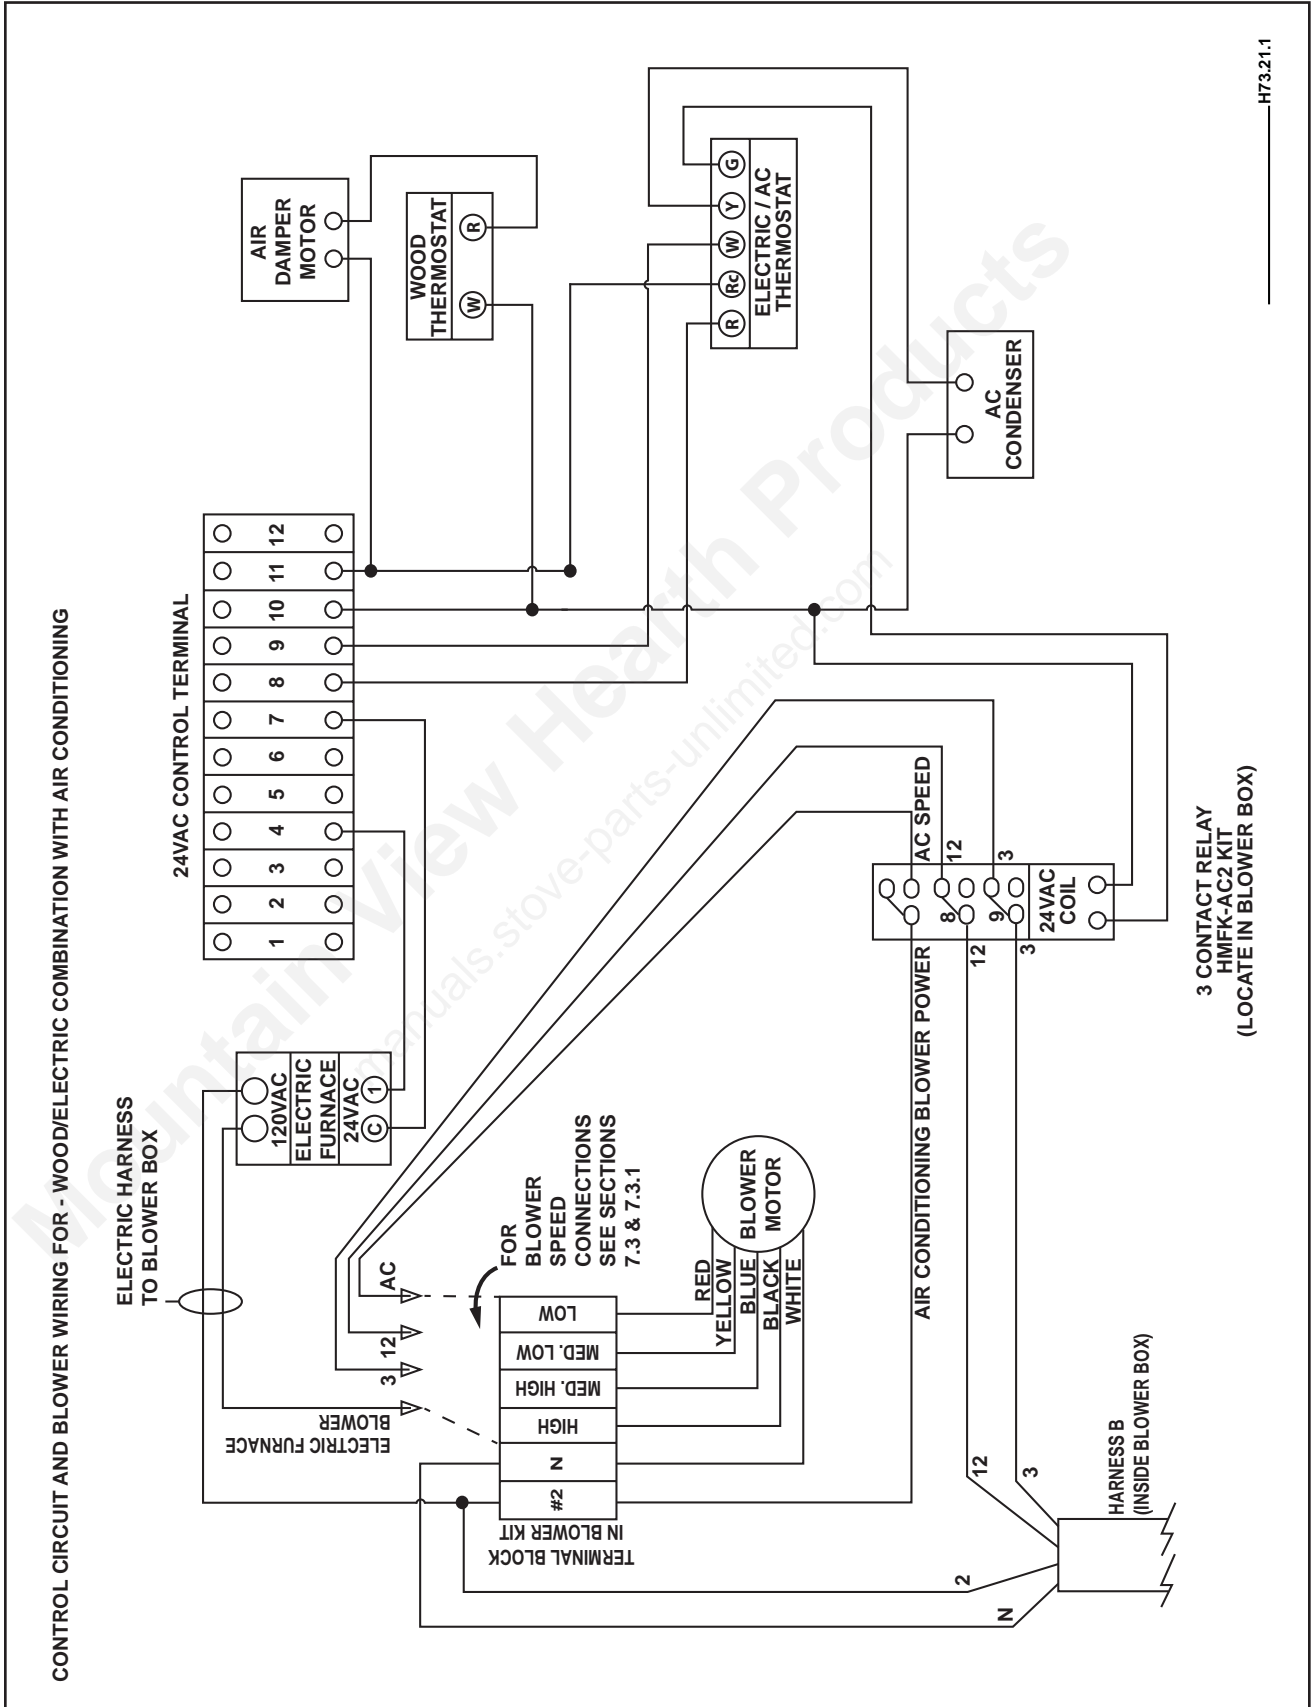 CONTROL CIRCUIT AND BLOWER WIRING FOR - WOOD/ELECTRIC COMBINATION WITH AIR CONDITIONING
24VAC CONTROL TERMINAL
1 2 3 4 5 6 7 8 9 10 11 12
AIR
DAMPER
MOTOR
WOOD
THERMOSTAT
W R
R Rc W Y G
ELECTRIC / AC
THERMOSTAT
AC
CONDENSER
ELECTRIC HARNESS
TO BLOWER BOX
120VAC
ELECTRIC
FURNACE
24VAC
C 1
ELECTRIC FURNACE
BLOWER
3 12 AC
FOR
BLOWER
SPEED
CONNECTIONS
SEE SECTIONS
7.3 & 7.3.1
TERMINAL BLOCK
IN BLOWER KIT
#2
N
HIGH
MED. HIGH
MED. LOW
LOW
RED
YELLOW
BLUE
BLACK
WHITE
BLOWER
MOTOR
AIR CONDITIONING BLOWER POWER
AC SPEED
12 8 12
3 9 3
24VAC
COIL
3 CONTACT RELAY
HMFK-AC2 KIT
(LOCATE IN BLOWER BOX)
N 2 12
3
HARNESS B
(INSIDE BLOWER BOX)
H73.21.1
Mountain View Hearth Products
manuals.stove-parts-unlimited.com